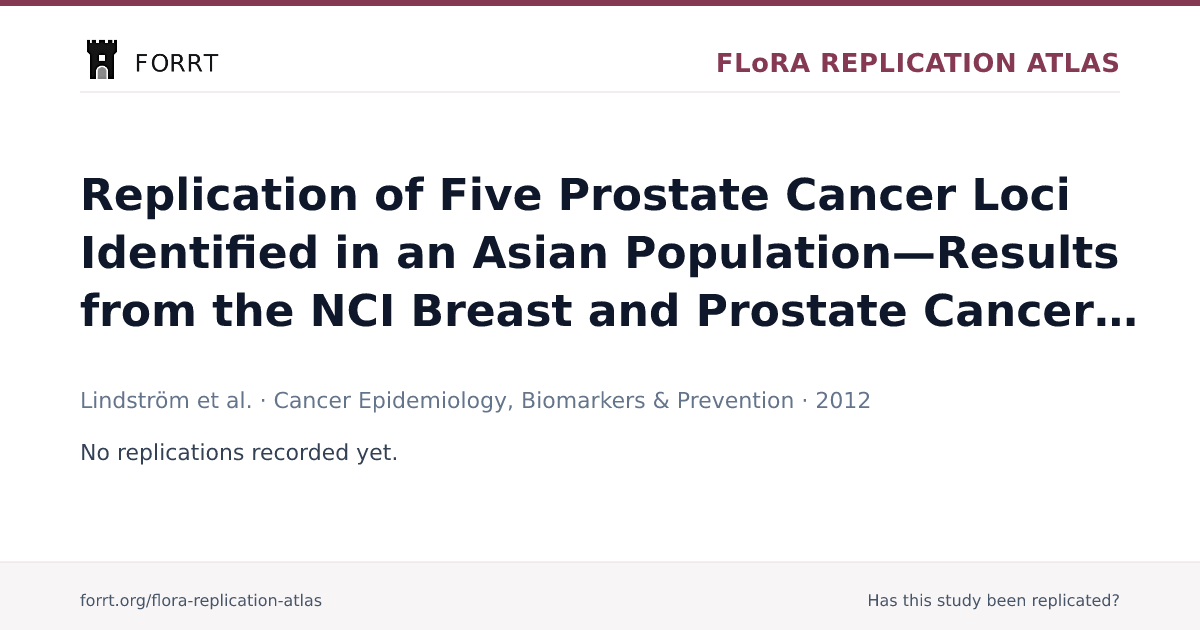 FORRT
FLoRA REPLICATION ATLAS
Replication of Five Prostate Cancer Loci
Identified in an Asian Population—Results
from the NCI Breast and Prostate Cancer…
Lindström et al. · Cancer Epidemiology, Biomarkers & Prevention · 2012
No replications recorded yet.
forrt.org/flora-replication-atlas
Has this study been replicated?